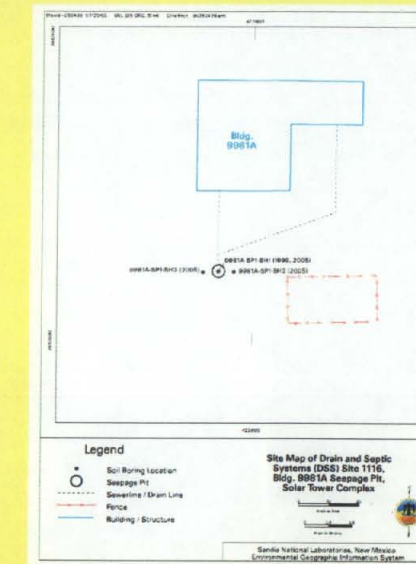 Bldg.
9981A
9981A-SP1-BH1 (1999, 2005)
9981A-SP1-BH3 (2005)
9981A-SP1-BH2 (2005)
Legend
Soil Boring Location
Seepage Pit
Sewerline / Drain Line
Fence
Building / Structure
Site Map of Drain and Septic
Systems (DSS) Site 1116,
Bldg. 9981A Seepage Pit,
Solar Tower Complex
Sandia National Laboratories, New Mexico
Environmental Geographic Information System